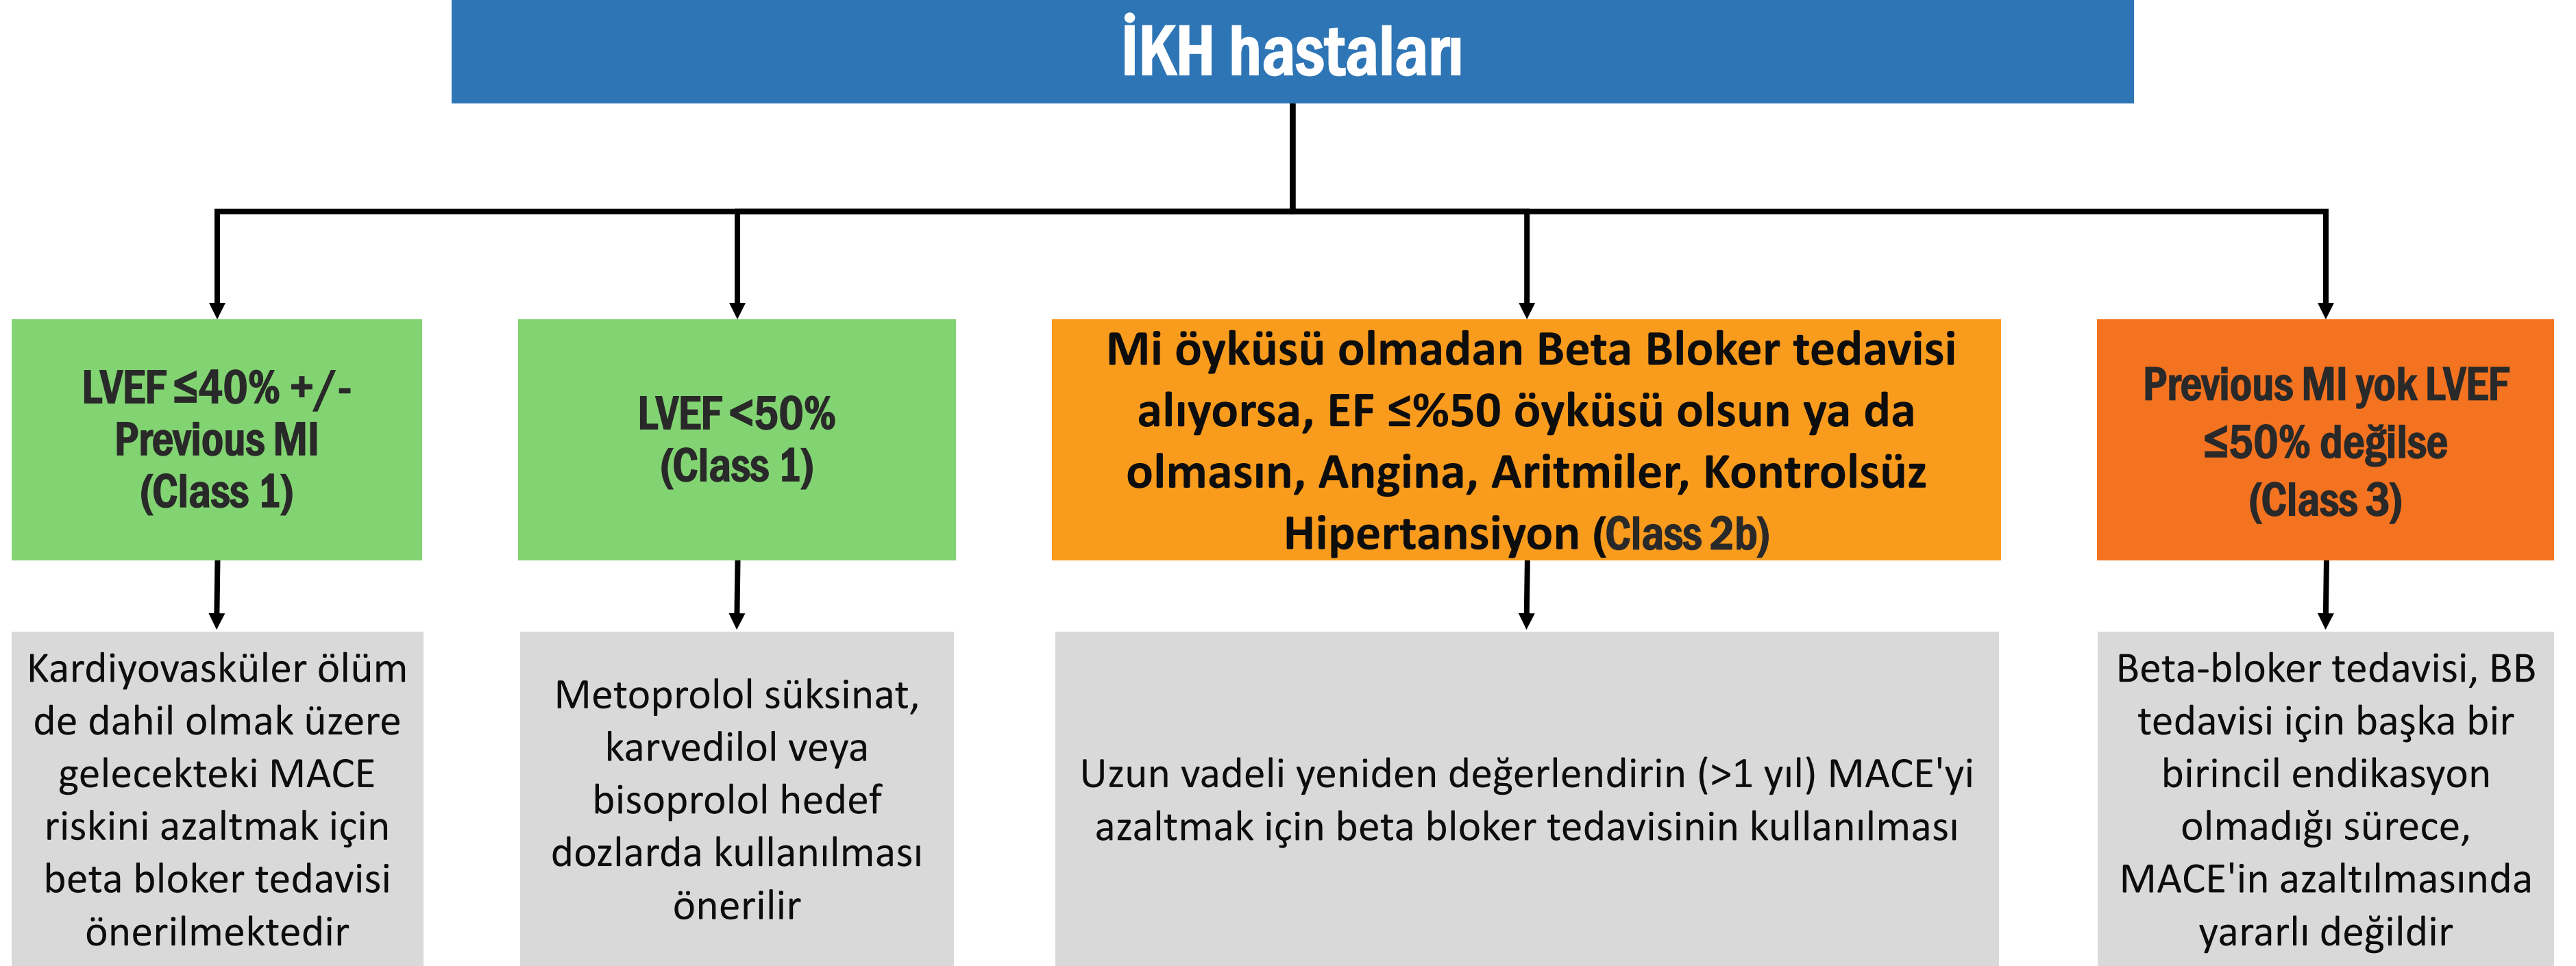 İKH hastaları
LVEF ≤40% +/-
Previous MI
(Class 1)
LVEF <50%
(Class 1)
Mi öyküsü olmadan Beta Bloker tedavisi
alıyorsa, EF ≤%50 öyküsü olsun ya da
olmasın, Angina, Aritmiler, Kontrolsüz
Hipertansiyon (Class 2b)
Previous MI yok LVEF
≤50% değilse
(Class 3)
Kardiyovasküler ölüm
de dahil olmak üzere
gelecekteki MACE
riskini azaltmak için
beta bloker tedavisi
önerilmektedir
Metoprolol süksinat,
karvedilol veya
bisoprolol hedef
dozlarda kullanılması
önerilir
Uzun vadeli yeniden değerlendirin (>1 yıl) MACE'yi
azaltmak için beta bloker tedavisinin kullanılması
Beta-bloker tedavisi, BB
tedavisi için başka bir
birincil endikasyon
olmadığı sürece,
MACE'in azaltılmasında
yararlı değildir